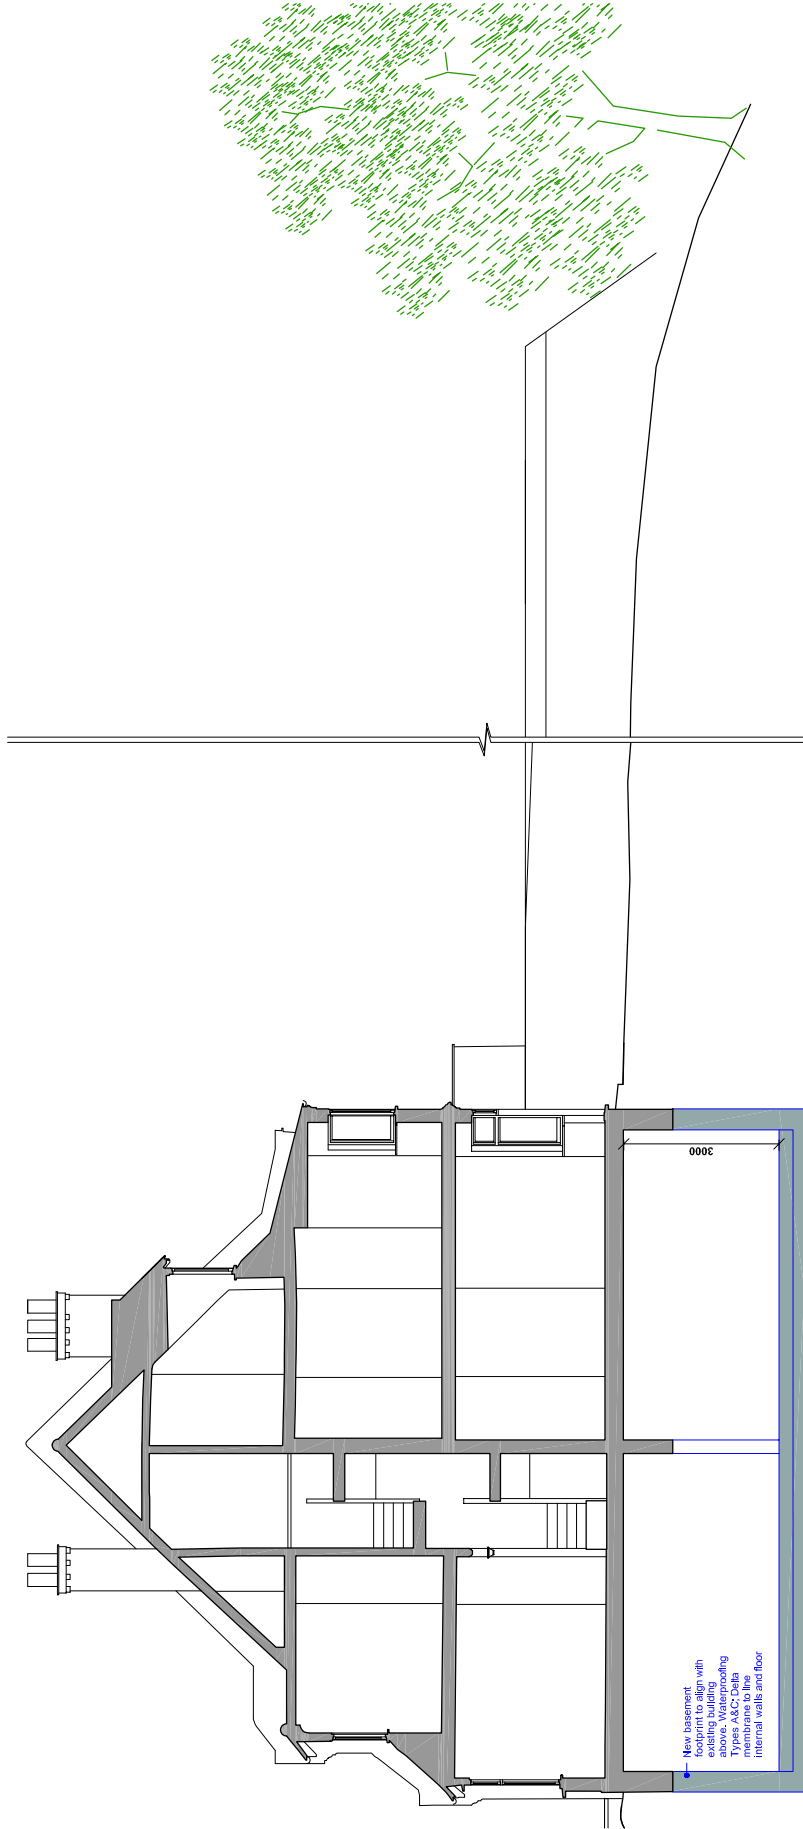 3000
New basement
footprint to align with
existing building
above. Waterproofing
Types A&C; Delta
membrane to line
internal walls and floor